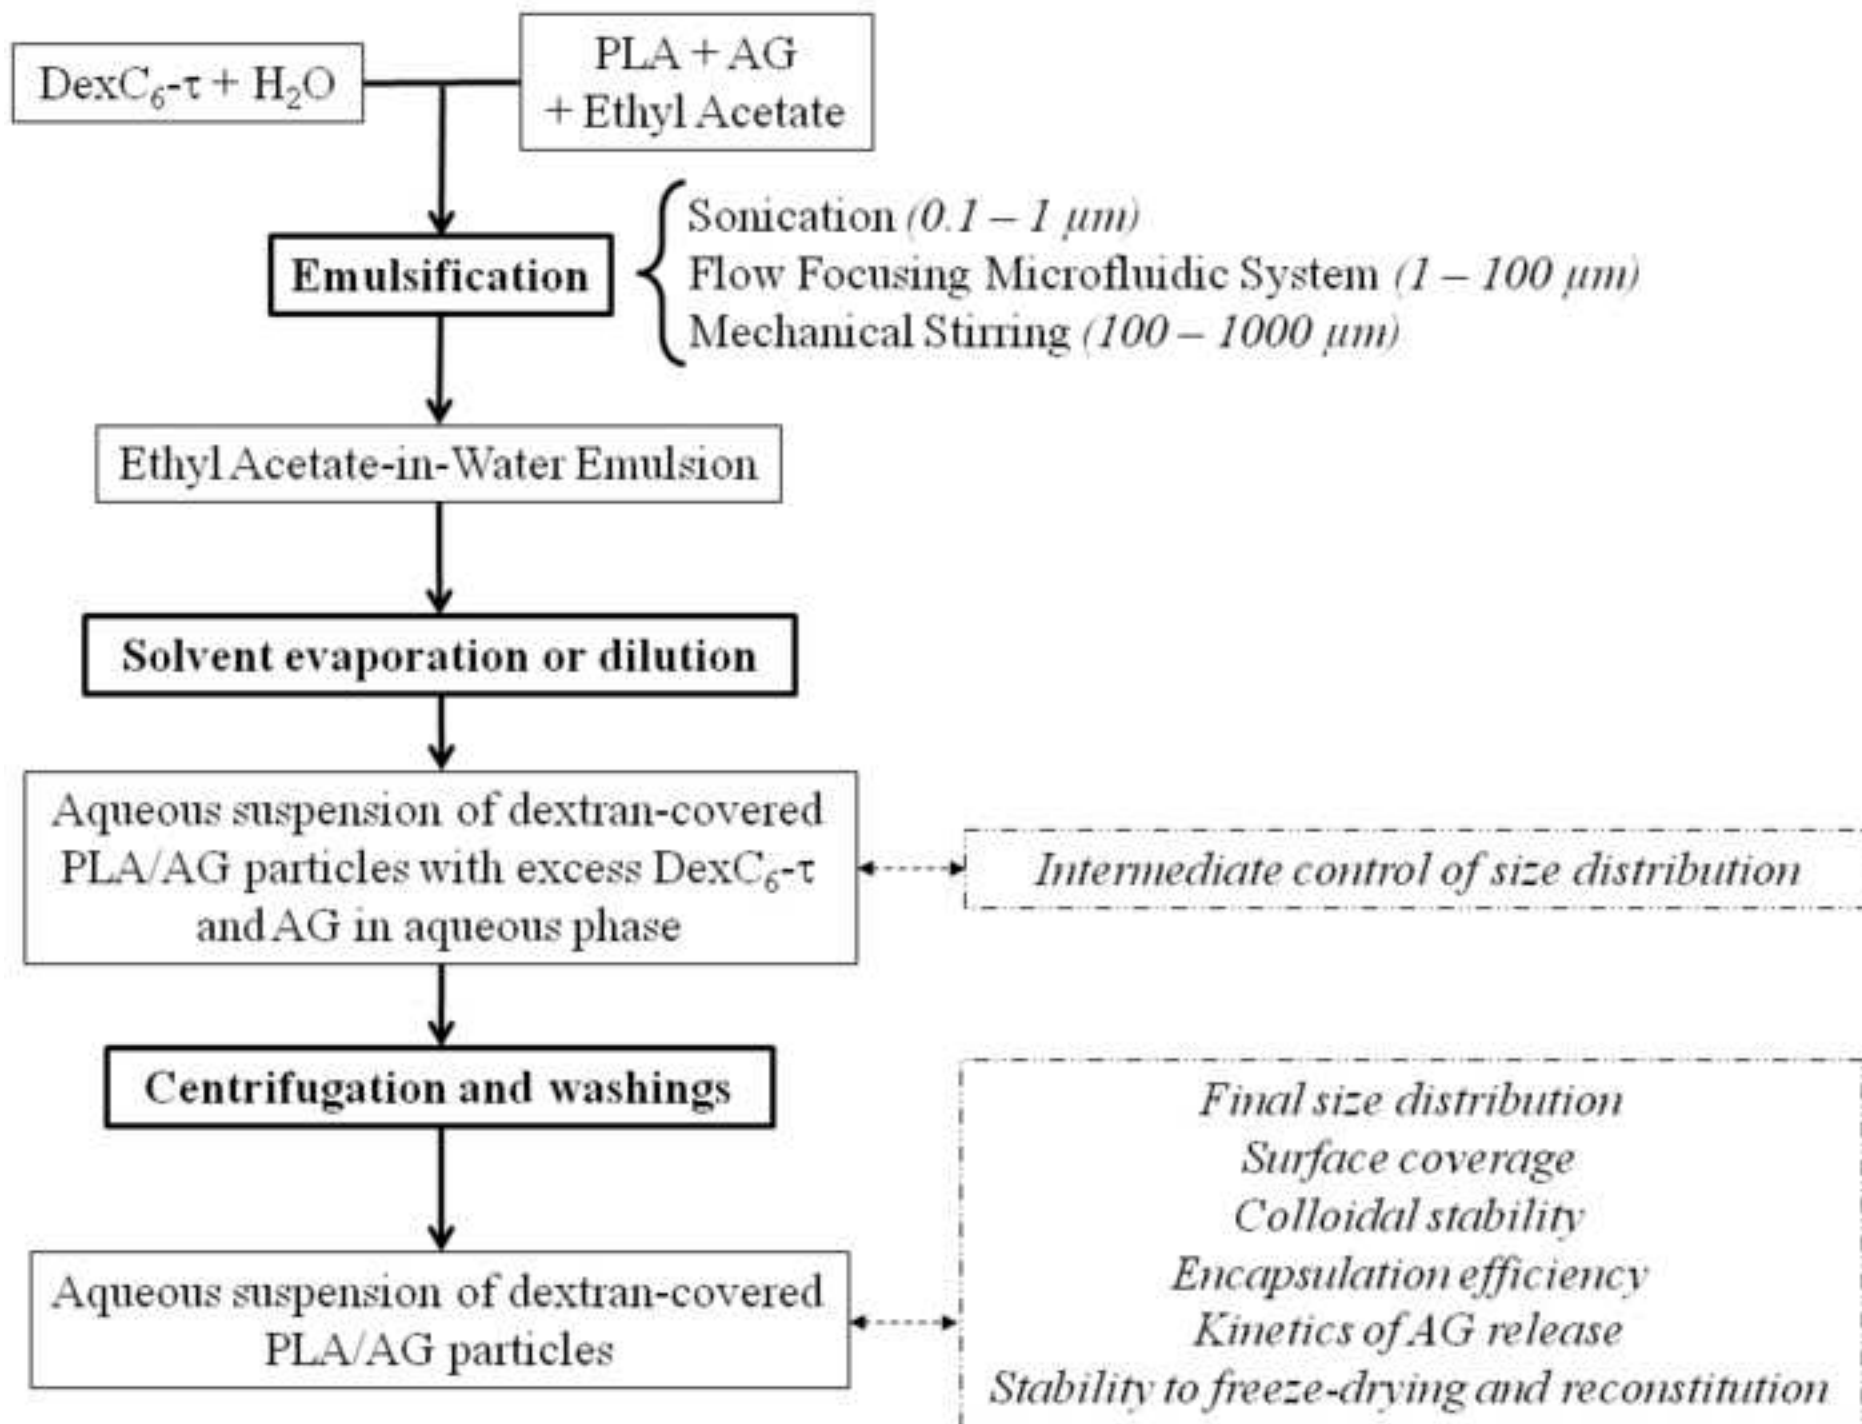 DexC₆-τ + H₂O
PLA + AG
+ Ethyl Acetate
Emulsification
Sonication (0.1 – 1 μm)
Flow Focusing Microfluidic System (1 – 100 μm)
Mechanical Stirring (100 – 1000 μm)
Ethyl Acetate-in-Water Emulsion
Solvent evaporation or dilution
Aqueous suspension of dextran-covered
PLA/AG particles with excess DexC₆-τ
and AG in aqueous phase
Intermediate control of size distribution
Centrifugation and washings
Aqueous suspension of dextran-covered
PLA/AG particles
Final size distribution
Surface coverage
Colloidal stability
Encapsulation efficiency
Kinetics of AG release
Stability to freeze-drying and reconstitution